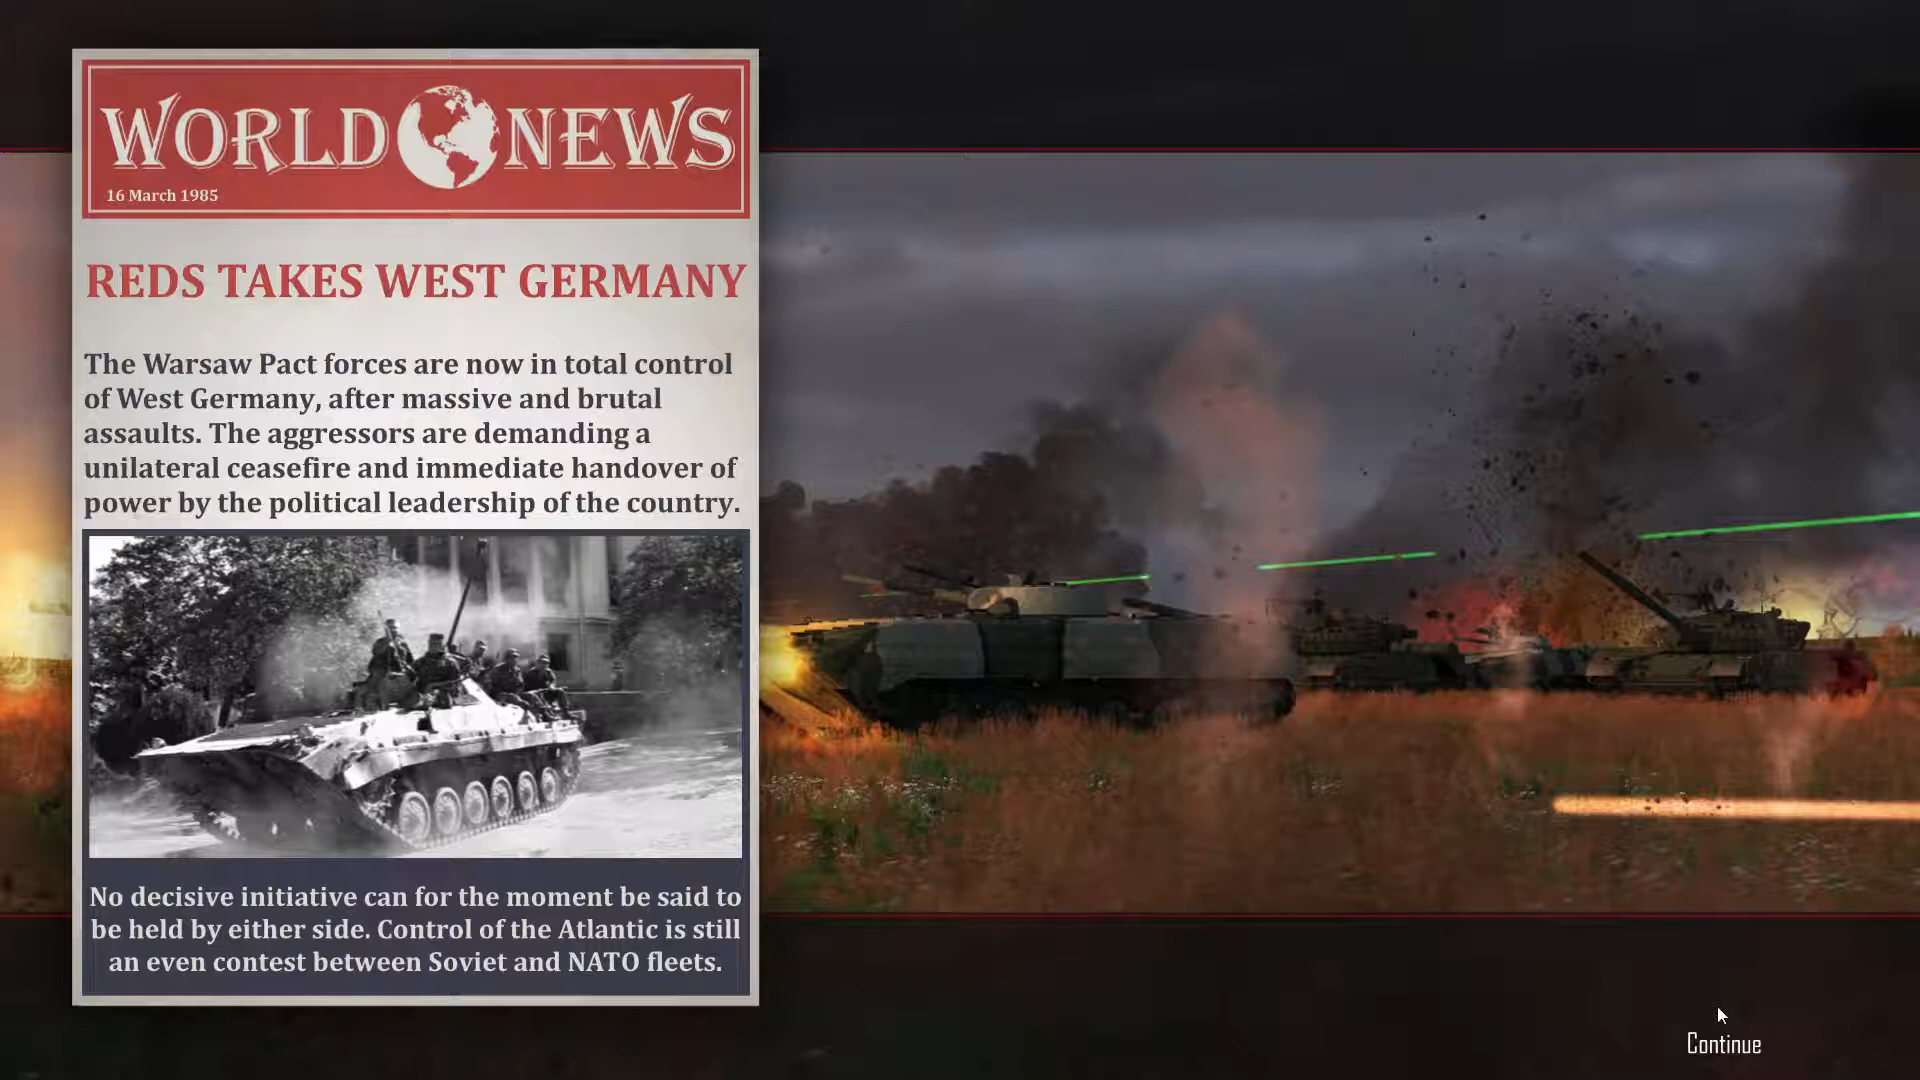 WORLD NEWS
16 March 1985
REDS TAKES WEST GERMANY
The Warsaw Pact forces are now in total control
of West Germany, after massive and brutal
assaults. The aggressors are demanding a
unilateral ceasefire and immediate handover of
power by the political leadership of the country.
No decisive initiative can for the moment be said to
be held by either side. Control of the Atlantic is still
an even contest between Soviet and NATO fleets.
Continue